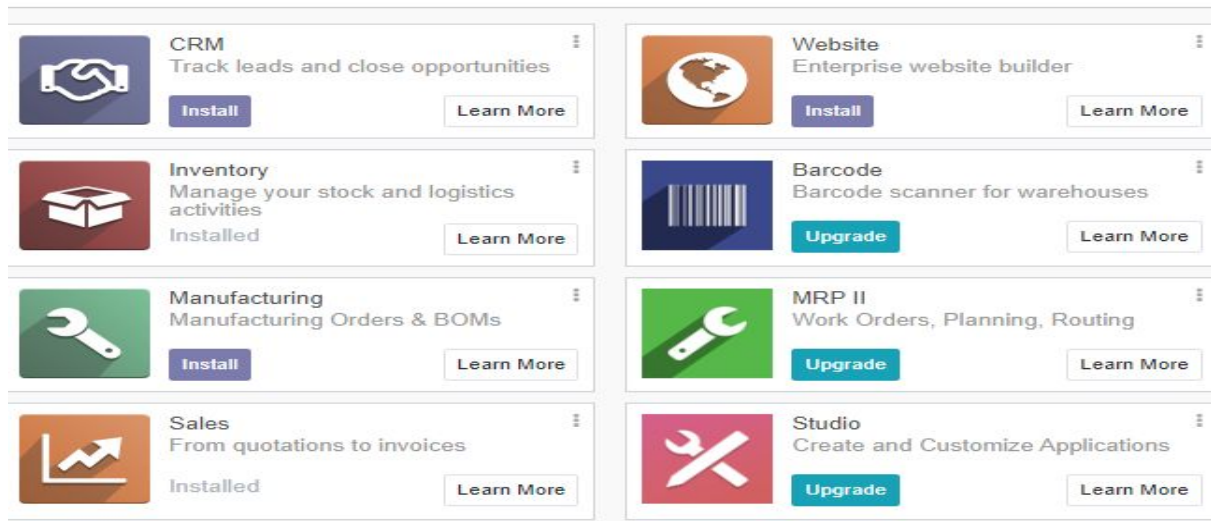 CRM
Track leads and close opportunities
Install
Learn More
Website
Enterprise website builder
Install
Learn More
Inventory
Manage your stock and logistics
activities
Installed
Learn More
Barcode
Barcode scanner for warehouses
Upgrade
Learn More
Manufacturing
Manufacturing Orders & BOMs
Install
Learn More
MRP II
Work Orders, Planning, Routing
Upgrade
Learn More
Sales
From quotations to invoices
Installed
Learn More
Studio
Create and Customize Applications
Upgrade
Learn More